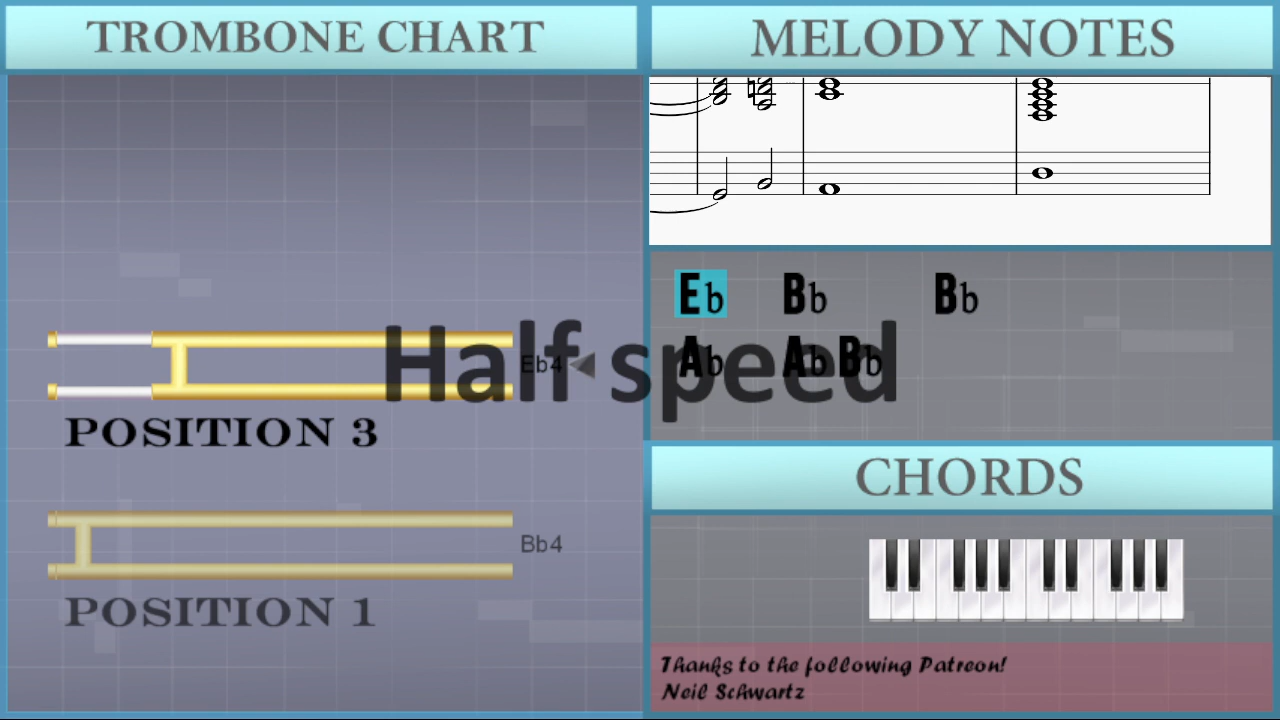 TROMBONE CHART
MELODY NOTES
Eb Bb Bb
Ab Ab Bb
Half speed
Eb4
POSITION 3
Bb4
POSITION 1
CHORDS
Thanks to the following Patreon!
Neil Schwartz